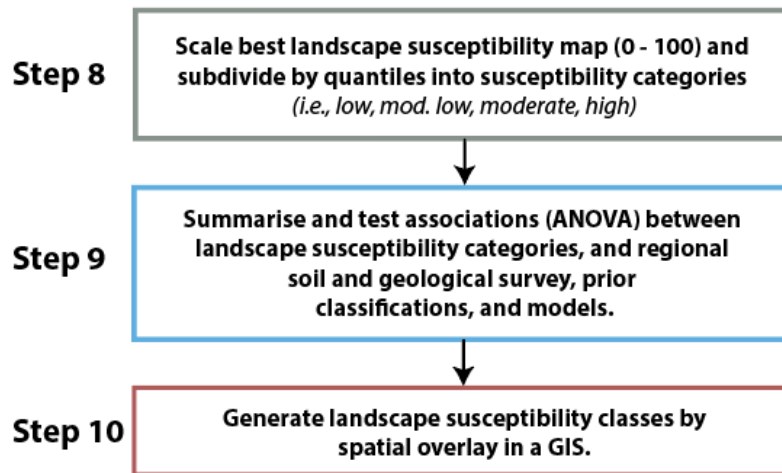 Step 8
Scale best landscape susceptibility map (0 - 100) and
subdivide by quantiles into susceptibility categories
(i.e., low, mod. low, moderate, high)
Step 9
Summarise and test associations (ANOVA) between
landscape susceptibility categories, and regional
soil and geological survey, prior
classifications, and models.
Step 10
Generate landscape susceptibility classes by
spatial overlay in a GIS.